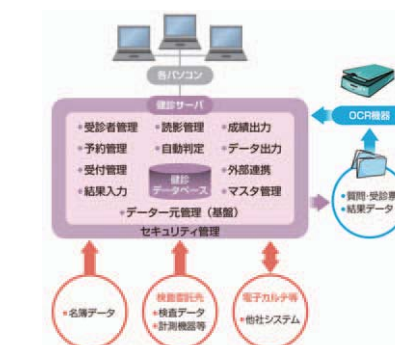 各パソコン
健診サーバ
•受診者管理 •読影管理 •成績出力
•予約管理 •自動判定 •データ出力
•受付管理 •外部連携
•結果入力 •マスタ管理
健診
データベース
•データ一元管理（基盤）
セキュリティ管理
OCR機器
•質問・受診票
•結果データ
•名簿データ
検査委託先
•検査データ
•計測機器等
電子カルテ等
•他社システム